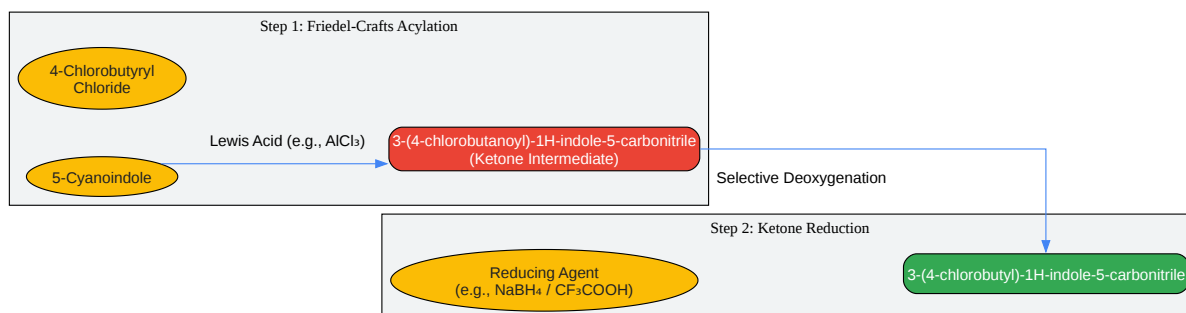 Step 1: Friedel-Crafts Acylation
4-Chlorobutyryl
Chloride
Lewis Acid (e.g., AlCl₃)
5-Cyanoindole
3-(4-chlorobutanoyl)-1H-indole-5-carbonitrile
(Ketone Intermediate)
Selective Deoxygenation
Step 2: Ketone Reduction
Reducing Agent
(e.g., NaBH₄ / CF₃COOH)
3-(4-chlorobutyl)-1H-indole-5-carbonitrile